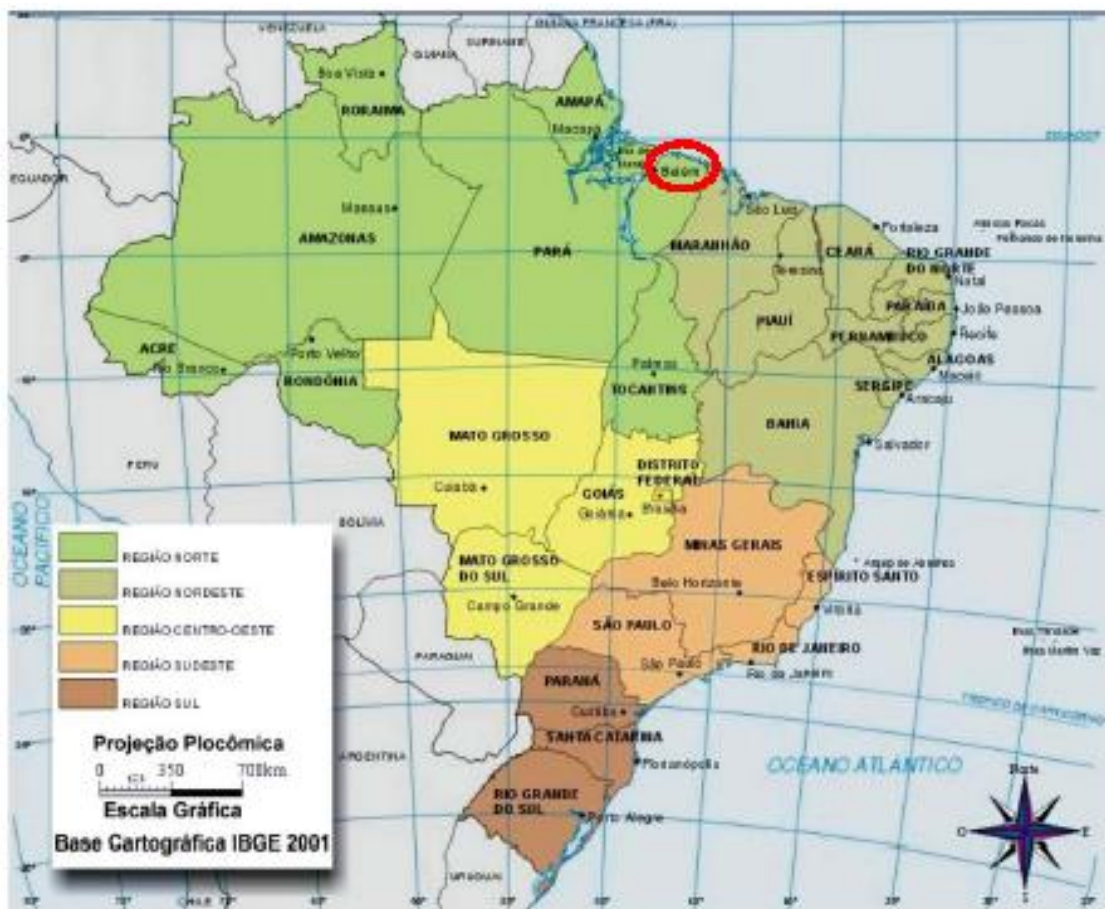 VENEZUELA
GUIANA FRANCESA (FRA)
SURINAME
GUIANA
Boa Vista
RORAIMA
AMAPÁ
Macapá
EQUADOR
EQUADOR
Belém
Manaus
AMAZONAS
PARÁ
São Luis
MARANHÃO
Fortaleza
Teresina
CEARÁ
RIO GRANDE
DO NORTE
Natal
PARAÍBA
João Pessoa
PIAUÍ
PERNAMBUCO
Recife
ACRE
Rio Branco
Porto Velho
RONDÔNIA
Palmas
TOCANTINS
ALAGOAS
Maceió
SERGIPE
Aracaju
BAHIA
Salvador
MATO GROSSO
Cuiabá
PERU
DISTRITO
FEDERAL
Brasília
GOIÁS
Goiânia
BOLÍVIA
OCEANO
PACÍFICO
MINAS GERAIS
Belo Horizonte
MATO GROSSO
DO SUL
Campo Grande
ESPÍRITO SANTO
Vitória
SÃO PAULO
São Paulo
RIO DE JANEIRO
Rio de Janeiro
PARAGUAI
PARANÁ
Curitiba
SANTA CATARINA
Florianópolis
ARGENTINA
OCEANO ATLÂNTICO
RIO GRANDE
DO SUL
Porto Alegre
URUGUAI
CHILE
REGIÃO NORTE
REGIÃO NORDESTE
REGIÃO CENTRO-OESTE
REGIÃO SUDESTE
REGIÃO SUL
Projeção Plocômica
0 350 700km
Escala Gráfica
Base Cartográfica IBGE 2001
Norte
O
E